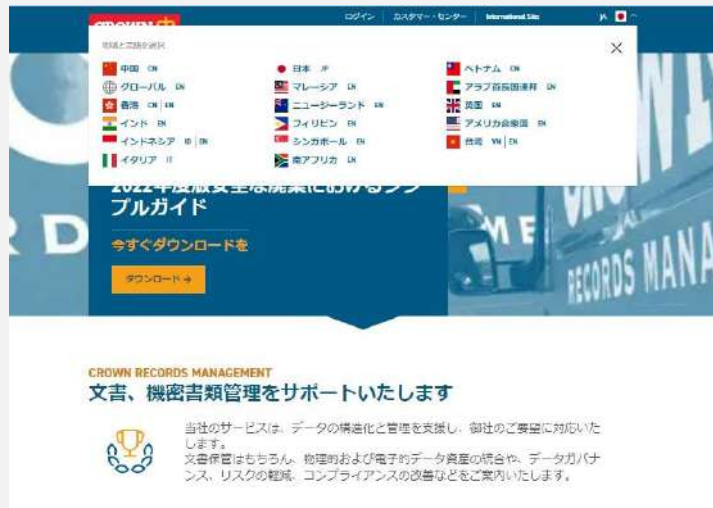 CROWN
ログイン カスタマー・センター International Site JA
地域と言語を選択
中国 CN
日本 JP
ベトナム CN
グローバル EN
マレーシア EN
アラブ首長国連邦 EN
香港 CN | EN
ニュージーランド EN
英国 EN
インド EN
フィリピン EN
アメリカ合衆国 EN
インドネシア ID | EN
シンガポール EN
台湾 VN | EN
イタリア IT
南アフリカ EN
2022年度版安全な廃棄におけるシン
プルガイド
今すぐダウンロードを
ダウンロード →
RECORDS MANA
CROWN RECORDS MANAGEMENT
文書、機密書類管理をサポートいたします
当社のサービスは、データの構造化と管理を支援し、御社のご要望に対応いた
します。
文書保管はもちろん、物理的および電子的データ資産の統合や、データガバナ
ンス、リスクの軽減、コンプライアンスの改善などをご案内いたします。